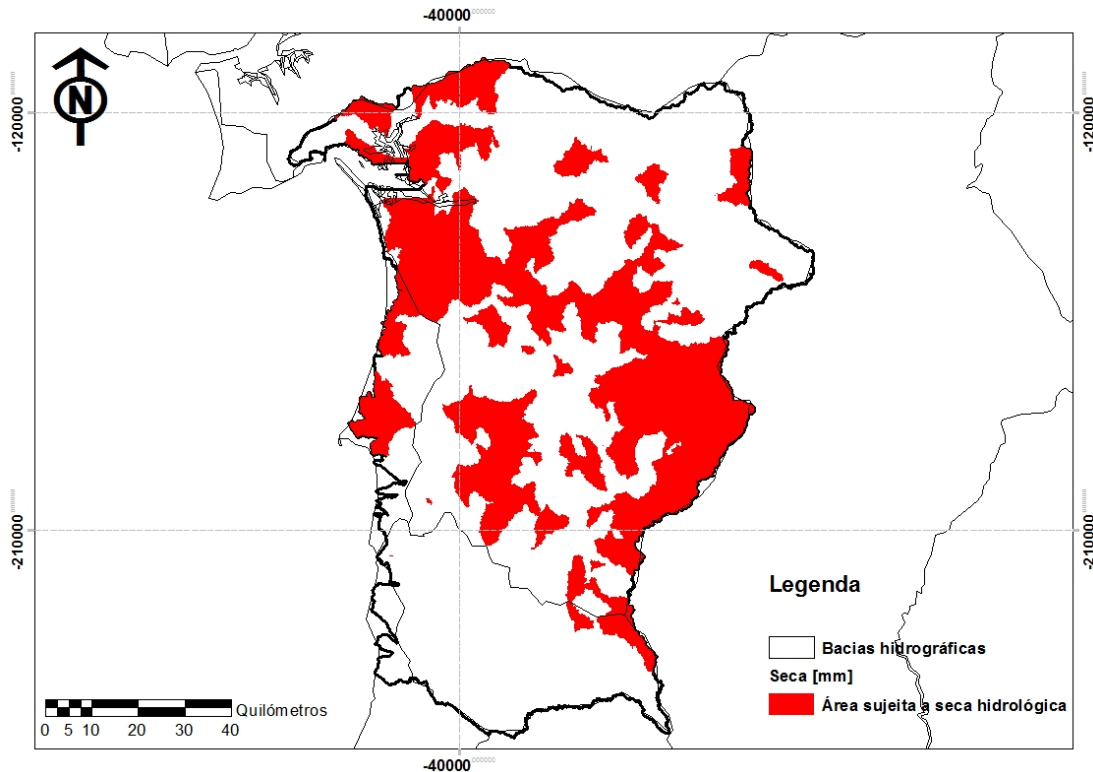 -40000
N
-120000
-120000
-210000
-210000
Legenda
Bacias hidrográficas
Seca [mm]
Área sujeita a seca hidrológica
Quilómetros
0 5 10 20 30 40
-40000